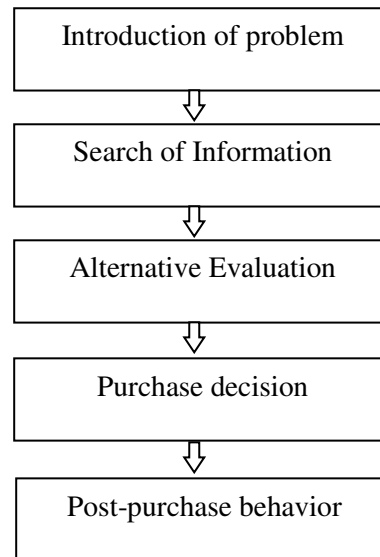 Introduction of problem
Search of Information
Alternative Evaluation
Purchase decision
Post-purchase behavior